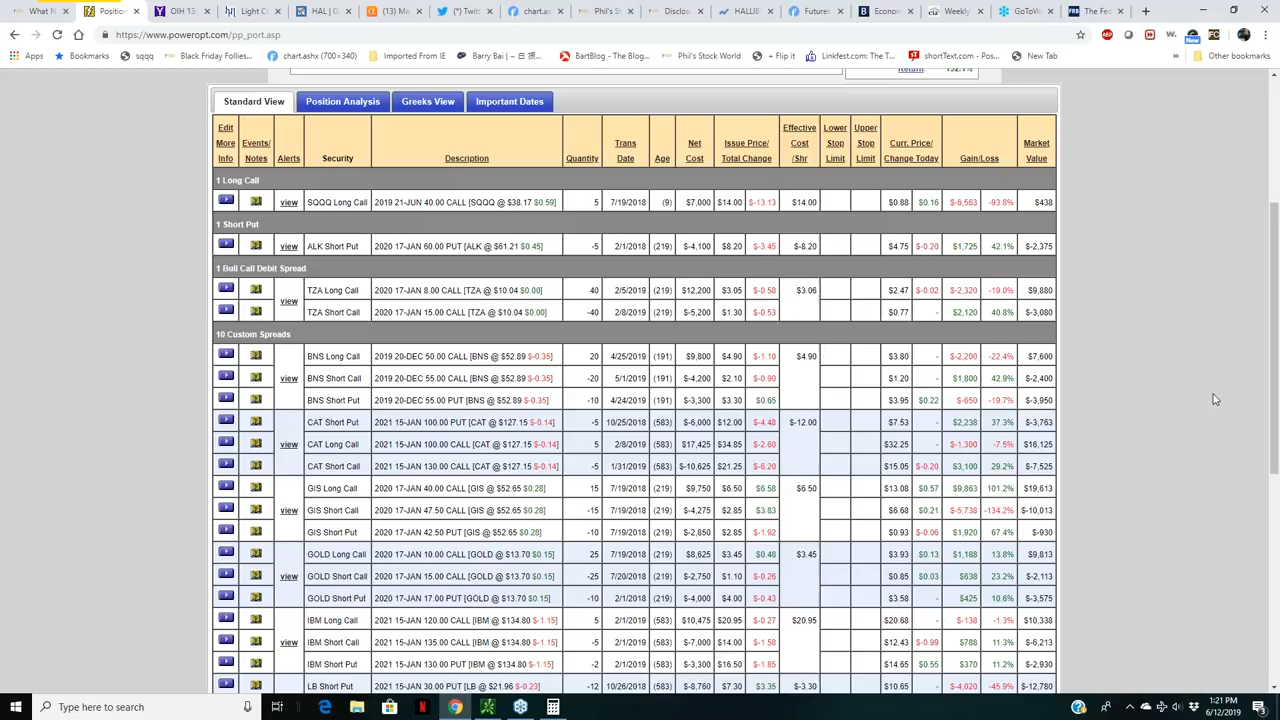 What N Position OIH 13 Light C HAL | G (13) Ma (*) Twitt chart.as Phil's Sh Disclos HALLIB Futures Econom Weekly GoToW The Fec
https://www.poweropt.com/pp_port.asp
Apps Bookmarks sqqq Black Friday Follies... chart.ashx (700×340) Imported From IE Barry Bai | ~ BartBlog - The Blog... Phil's Stock World + Flip it Linkfest.com - The C... shortText.com - Pos... New Tab » Other bookmarks
Return:
Standard View Position Analysis Greeks View Important Dates
Edit More Info Events/ Notes Alerts Security Description Quantity Trans Date Age Net Cost Issue Price/ Total Change Effective Cost /Shr Lower Stop Limit Upper Stop Limit Curr. Price/ Change Today Gain/Loss Market Value
1 Long Call
view SQQQ Long Call 2019 21-JUN 40.00 CALL [SQQQ @ $38.17 $0.59] 5 7/19/2018 (9) $7,000 $14.00 $-13.13 $14.00 $0.88 $0.16 $-6,563 -93.8% $438
1 Short Put
view ALK Short Put 2020 17-JAN 60.00 PUT [ALK @ $61.21 $0.45] -5 2/1/2018 (219) $-4,100 $8.20 $-3.45 $-8.20 $4.75 $-0.20 $1,725 42.1% $-2,375
1 Bull Call Debit Spread
view TZA Long Call 2020 17-JAN 8.00 CALL [TZA @ $10.04 $0.00] 40 2/5/2019 (219) $12,200 $3.05 $-0.58 $3.06 $2.47 $-0.02 $-2,320 -19.0% $9,880
TZA Short Call 2020 17-JAN 15.00 CALL [TZA @ $10.04 $0.00] -40 2/8/2019 (219) $-5,200 $1.30 $-0.53 $0.77 - $2,120 40.8% $-3,080
10 Custom Spreads
BNS Long Call 2019 20-DEC 50.00 CALL [BNS @ $52.89 $-0.35] 20 4/25/2019 (191) $9,800 $4.90 $-1.10 $4.90 $3.80 - $-2,200 -22.4% $7,600
view BNS Short Call 2019 20-DEC 55.00 CALL [BNS @ $52.89 $-0.35] -20 5/1/2019 (191) $-4,200 $2.10 $-0.90 $1.20 - $1,800 42.9% $-2,400
BNS Short Put 2019 20-DEC 55.00 PUT [BNS @ $52.89 $-0.35] -10 4/24/2019 (191) $-3,300 $3.30 $0.65 $3.95 $0.22 $-650 -19.7% $-3,950
CAT Short Put 2021 15-JAN 100.00 PUT [CAT @ $127.15 $-0.14] -5 10/25/2018 (583) $-6,000 $12.00 $-4.48 $-12.00 $7.53 - $2,238 37.3% $-3,763
view CAT Long Call 2021 15-JAN 100.00 CALL [CAT @ $127.15 $-0.14] 5 2/8/2019 (583) $17,425 $34.85 $-2.60 $32.25 - $-1,300 -7.5% $16,125
CAT Short Call 2021 15-JAN 130.00 CALL [CAT @ $127.15 $-0.14] -5 1/31/2019 (583) $-10,625 $21.25 $-6.20 $15.05 $-0.20 $3,100 29.2% $-7,525
GIS Long Call 2020 17-JAN 40.00 CALL [GIS @ $52.65 $0.28] 15 7/19/2018 (219) $9,750 $6.50 $6.58 $6.50 $13.08 $0.57 $9,863 101.2% $19,613
view GIS Short Call 2020 17-JAN 47.50 CALL [GIS @ $52.65 $0.28] -15 7/19/2018 (219) $-4,275 $2.85 $3.83 $6.68 $0.21 $-5,738 -134.2% $-10,013
GIS Short Put 2020 17-JAN 42.50 PUT [GIS @ $52.65 $0.28] -10 7/19/2018 (219) $-2,850 $2.85 $-1.92 $0.93 $-0.06 $1,920 67.4% $-930
GOLD Long Call 2020 17-JAN 10.00 CALL [GOLD @ $13.70 $0.15] 25 7/19/2018 (219) $8,625 $3.45 $0.48 $3.45 $3.93 $0.13 $1,188 13.8% $9,813
view GOLD Short Call 2020 17-JAN 15.00 CALL [GOLD @ $13.70 $0.15] -25 7/20/2018 (219) $-2,750 $1.10 $-0.26 $0.85 $0.03 $638 23.2% $-2,113
GOLD Short Put 2020 17-JAN 17.00 PUT [GOLD @ $13.70 $0.15] -10 2/1/2019 (219) $-4,000 $4.00 $-0.43 $3.58 - $425 10.6% $-3,575
IBM Long Call 2021 15-JAN 120.00 CALL [IBM @ $134.80 $-1.15] 5 2/1/2019 (583) $10,475 $20.95 $-0.27 $20.95 $20.68 - $-138 -1.3% $10,338
view IBM Short Call 2021 15-JAN 135.00 CALL [IBM @ $134.80 $-1.15] -5 2/1/2019 (583) $-7,000 $14.00 $-1.58 $12.43 $-0.99 $788 11.3% $-6,213
IBM Short Put 2021 15-JAN 130.00 PUT [IBM @ $134.80 $-1.15] -2 2/1/2019 (583) $-3,300 $16.50 $-1.85 $14.65 $0.55 $370 11.2% $-2,930
LB Short Put 2021 15-JAN 30.00 PUT [LB @ $21.96 $-0.23] -12 10/26/2018 (583) $-8,760 $7.30 $3.35 $-3.30 $10.65 - $-4,020 -45.9% $-12,780
Type here to search
1:21 PM
6/12/2019